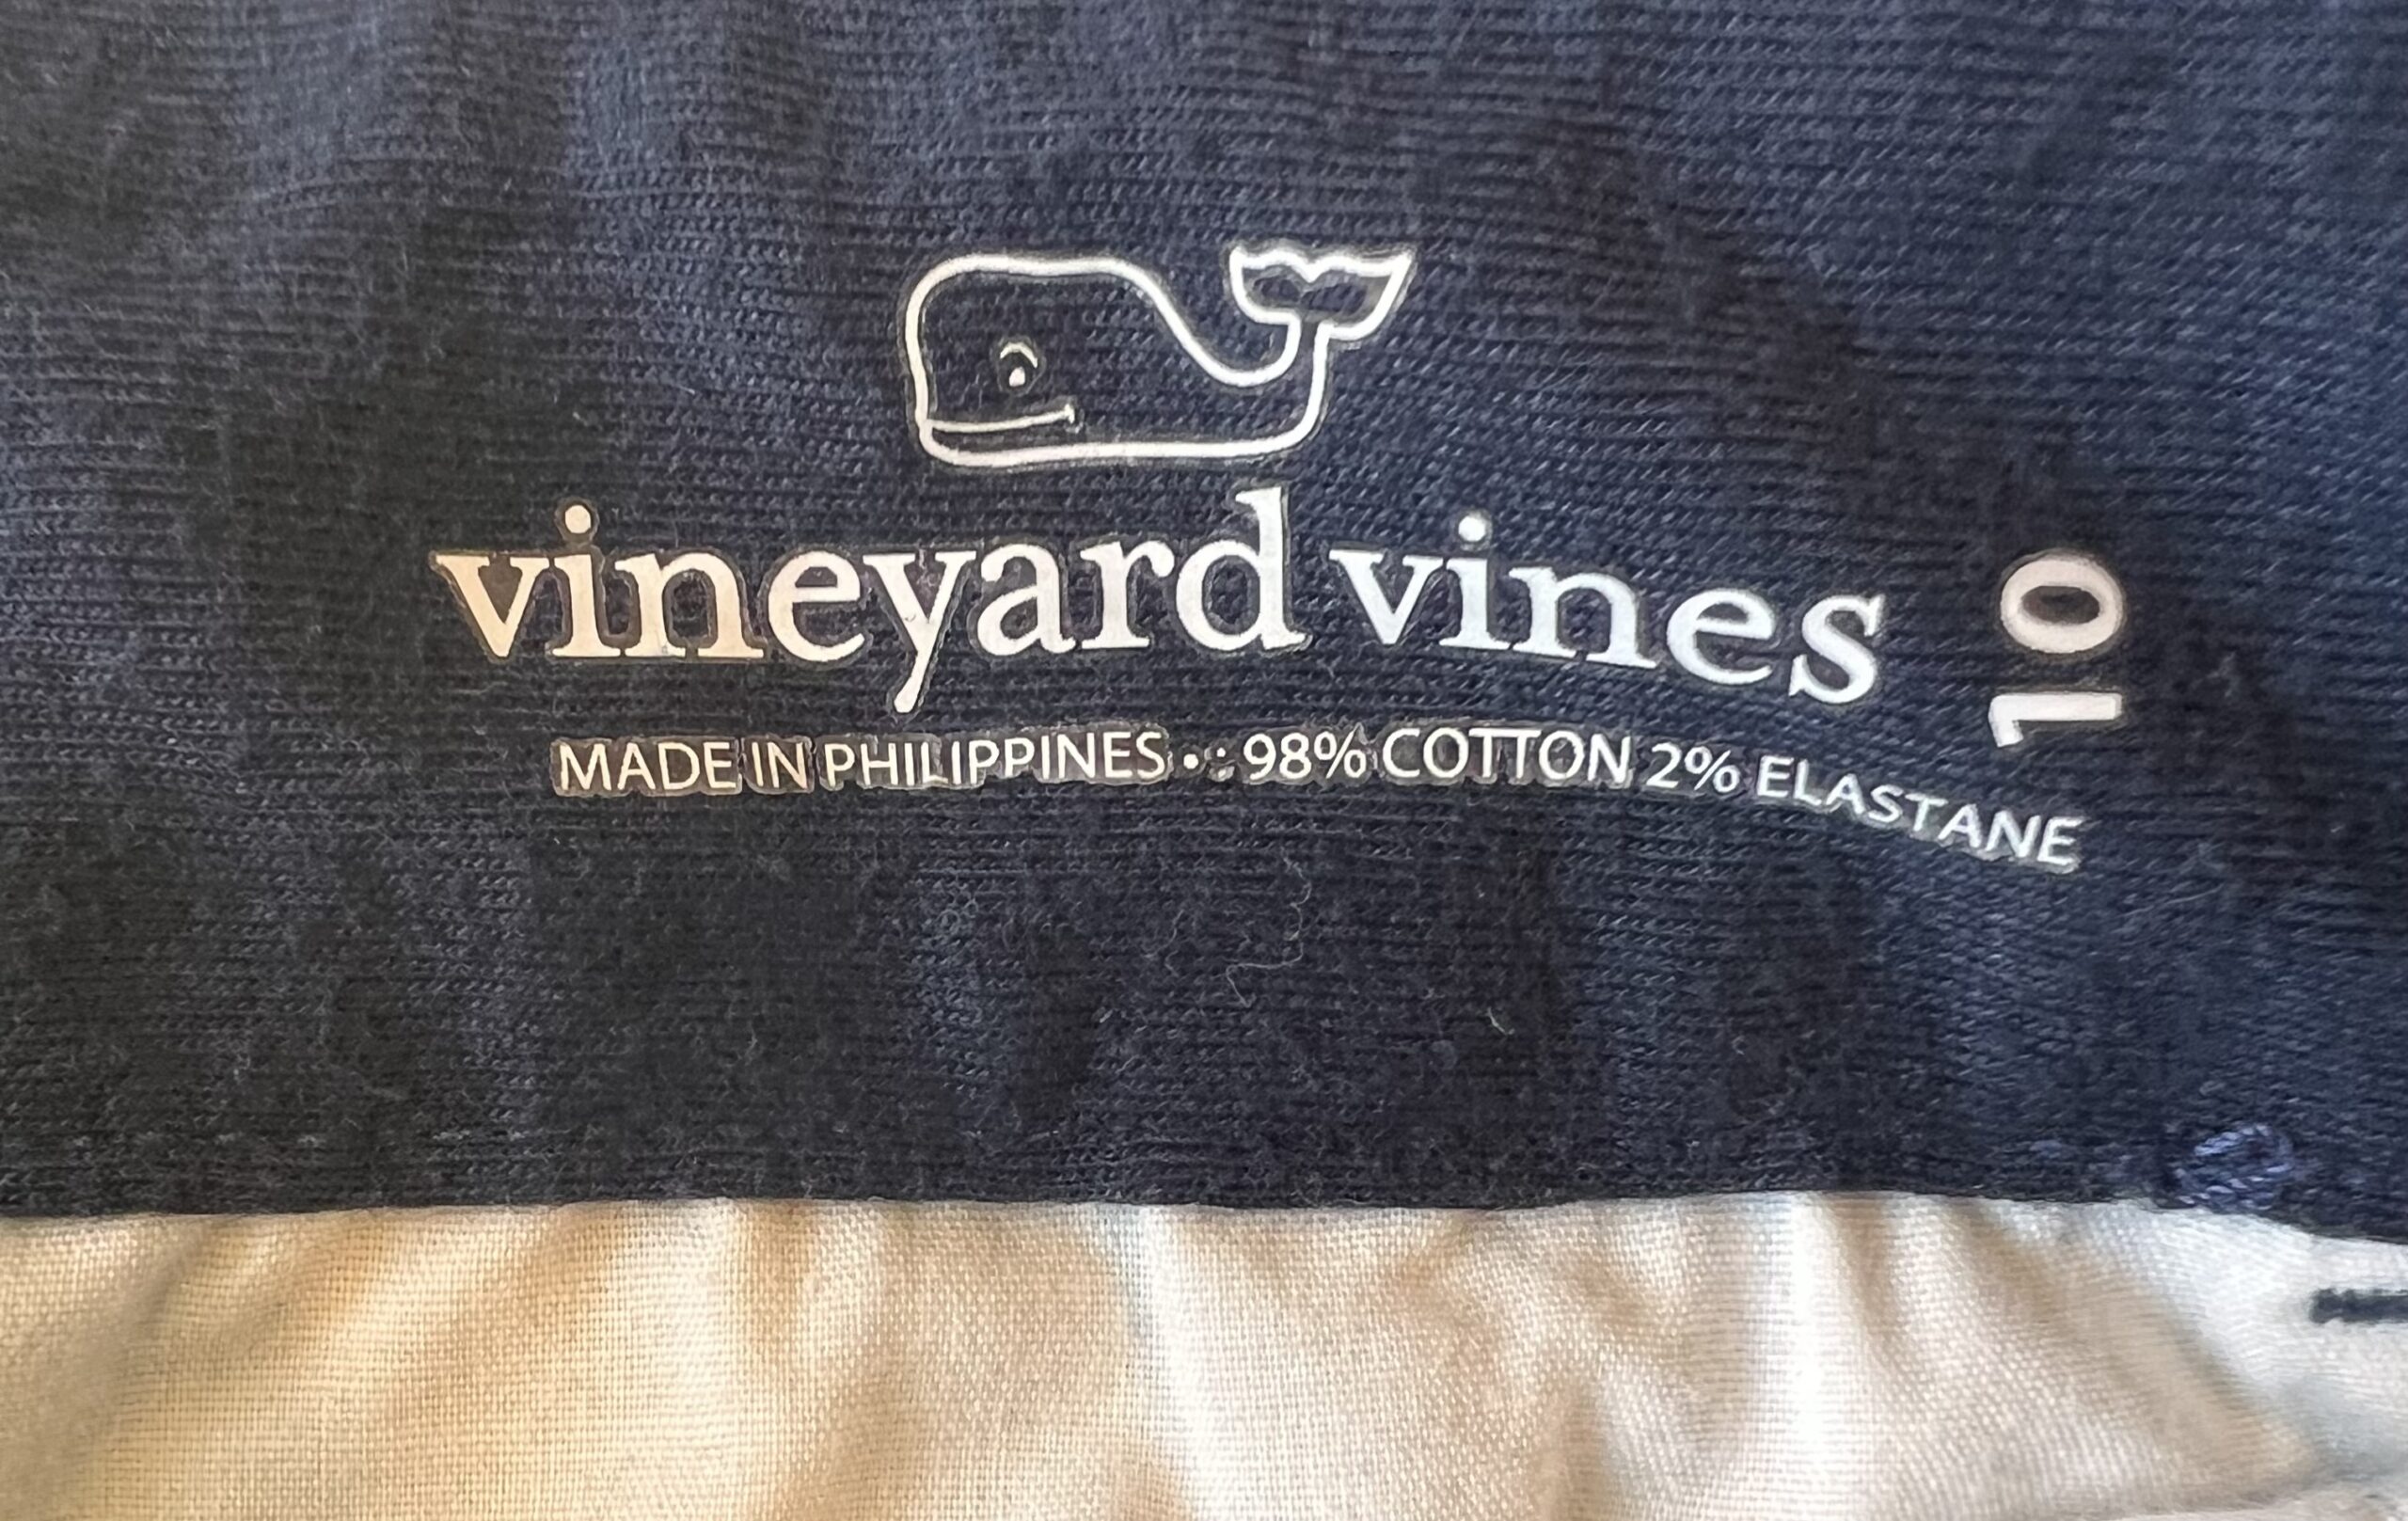 vineyard vines
10
MADE IN PHILIPPINES • 98% COTTON 2% ELASTANE